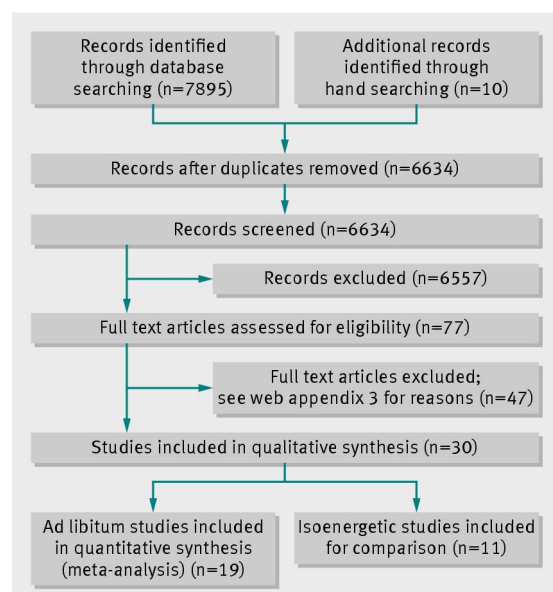 Records identified
through database
searching (n=7895)
Additional records
identified through
hand searching (n=10)
Records after duplicates removed (n=6634)
Records screened (n=6634)
Records excluded (n=6557)
Full text articles assessed for eligibility (n=77)
Full text articles excluded;
see web appendix 3 for reasons (n=47)
Studies included in qualitative synthesis (n=30)
Ad libitum studies included
in quantitative synthesis
(meta-analysis) (n=19)
Isoenergetic studies included
for comparison (n=11)